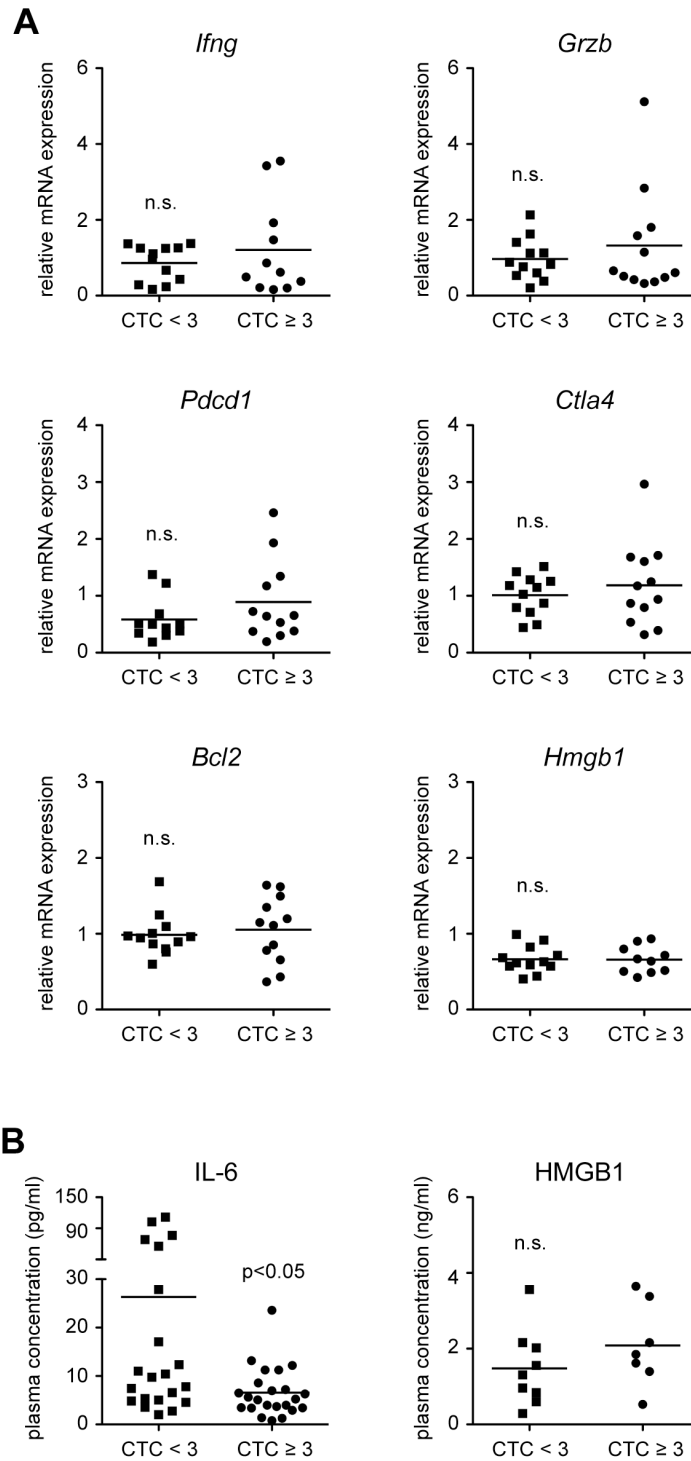 A
Ifng
Grzb
relative mRNA expression
6
4
2
0
n.s.
CTC < 3
CTC ≥ 3
relative mRNA expression
6
4
2
0
n.s.
CTC < 3
CTC ≥ 3
Pdcd1
Ctla4
relative mRNA expression
4
3
2
1
0
n.s.
CTC < 3
CTC ≥ 3
relative mRNA expression
4
3
2
1
0
n.s.
CTC < 3
CTC ≥ 3
Bcl2
Hmgb1
relative mRNA expression
3
2
1
0
n.s.
CTC < 3
CTC ≥ 3
relative mRNA expression
3
2
1
0
n.s.
CTC < 3
CTC ≥ 3
B
IL-6
HMGB1
plasma concentration (pg/ml)
150
90
30
20
10
0
p<0.05
CTC < 3
CTC ≥ 3
plasma concentration (ng/ml)
6
4
2
0
n.s.
CTC < 3
CTC ≥ 3